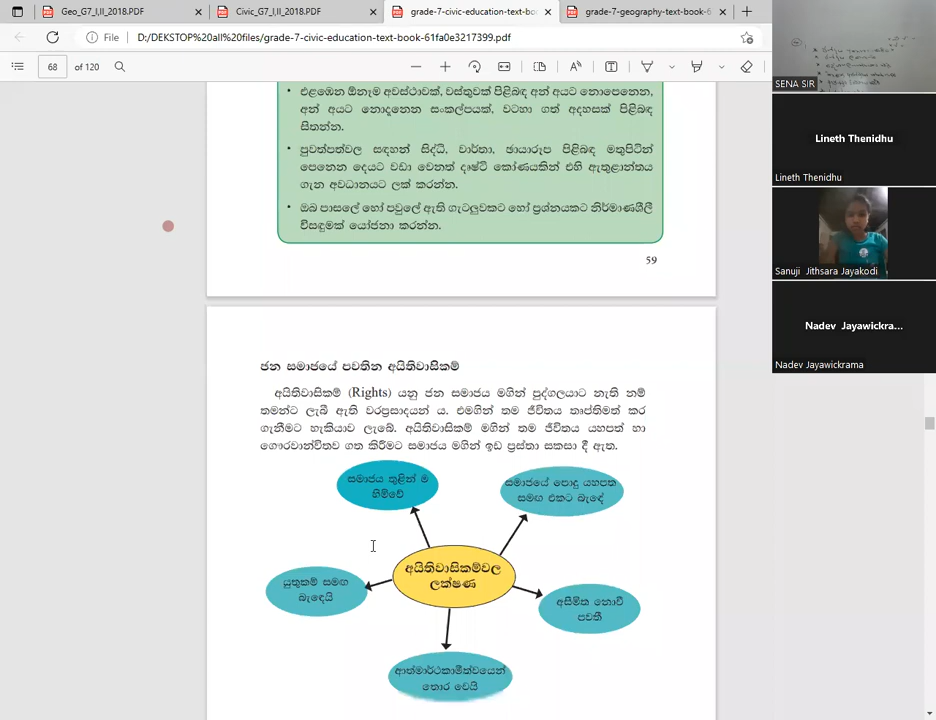 Geo_G7_I,II_2018.PDF
Civic_G7_I,II_2018.PDF
grade-7-civic-education-text-bo
grade-7-geography-text-book-6
File
D:/DEKSTOP%20all%20files/grade-7-civic-education-text-book-61fa0e3217399.pdf
68 of 120
එළඹෙන ඕනෑම අවස්ථාවක්, වස්තුවක් පිළිබඳ අන් අයට නොපෙනෙන,
අන් අයට නොදැනෙන සංකල්පයක්, වටහා ගත් අදහසක් පිළිබඳ
සිතන්න.
පුවත්පත්වල සඳහන් සිද්ධි, වාර්තා, ඡායාරූප පිළිබඳ මතුපිටින්
පෙනෙන දෙයට වඩා වෙනත් දෘෂ්ටි කෝණයකින් එහි ඇතුළාන්තය
ගැන අවධානයට ලක් කරන්න.
ඔබ පාසලේ හෝ පවුලේ ඇති ගැටලුවකට හෝ ප්‍රශ්නයකට නිර්මාණශීලී
විසඳුමක් යෝජනා කරන්න.
59
ජන සමාජයේ පවතින අයිතිවාසිකම්
අයිතිවාසිකම් (Rights) යනු ජන සමාජය මගින් පුද්ගලයාට නැති නම්
තමන්ට ලැබී ඇති වරප්‍රසාදයන් ය. එමගින් තම ජීවිතය තෘප්තිමත් කර
ගැනීමට හැකියාව ලැබේ. අයිතිවාසිකම් මගින් තම ජීවිතය යහපත් හා
ගෞරවාන්විතව ගත කිරීමට සමාජය මගින් ඉඩ ප්‍රස්තා සකසා දී ඇත.
සමාජය තුළින් ම
හිමිවේ
සමාජයේ පොදු යහපත
සමඟ එකට බැඳේ
අයිතිවාසිකම්වල
ලක්ෂණ
යුතුකම් සමඟ
බැඳෙයි
අසීමිත නොවී
පවතී
ආත්මාර්ථකාමීත්වයෙන්
තොර වෙයි
SENA SIR
Lineth Thenidhu
Lineth Thenidhu
Sanuji Jithsara Jayakodi
Nadev Jayawickra...
Nadev Jayawickrama